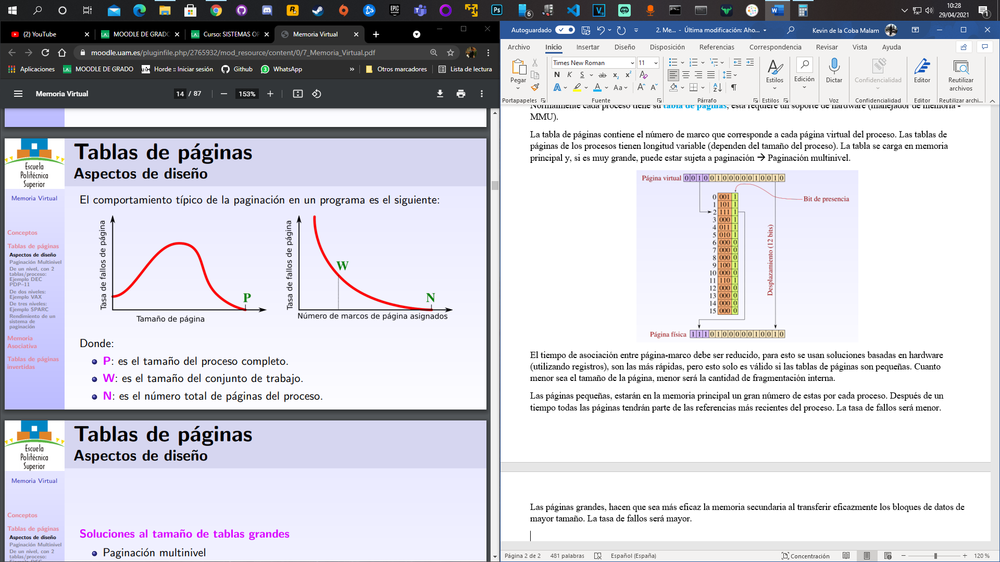 10:28
29/04/2021
6
1
(2) YouTube
MOODLE DE GRADO
Curso: SISTEMAS OP
Memoria Virtual
moodle.uam.es/pluginfile.php/2765932/mod_resource/content/0/7_Memoria_Virtual.pdf
Aplicaciones
MOODLE DE GRADO
Horde :: Iniciar sesión
Github
WhatsApp
»
Otros marcadores
Lista de lectura
Memoria Virtual
14 / 87
153%
Tablas de páginas
Aspectos de diseño
Escuela
Politécnica
Superior
Memoria Virtual
Conceptos
Tablas de páginas
Aspectos de diseño
Paginación Multinivel
De un nivel, con 2
tablas/proceso:
Ejemplo DEC
PDP–11
De dos niveles:
Ejemplo VAX
De tres niveles:
Ejemplo SPARC
Rendimiento de un
sistema de
paginación
Memoria
Asociativa
Tablas de páginas
invertidas
El comportamiento típico de la paginación en un programa es el siguiente:
Tasa de fallos de página
P
Tamaño de página
Tasa de fallos de página
W
N
Número de marcos de página asignados
Donde:
P: es el tamaño del proceso completo.
W: es el tamaño del conjunto de trabajo.
N: es el número total de páginas del proceso.
Tablas de páginas
Aspectos de diseño
Escuela
Politécnica
Superior
Memoria Virtual
Conceptos
Tablas de páginas
Aspectos de diseño
Paginación Multinivel
De un nivel, con 2
tablas/proceso:
Ejemplo DEC
Soluciones al tamaño de tablas grandes
Paginación multinivel
Autoguardado
2. Me... - Última modificación: Aho...
Kevin de la Coba Malam
Archivo Inicio Insertar Diseño Disposición Referencias Correspondencia Revisar Vista Ayuda
Pegar
Times New Roman
11
N K S ab x₂ x²
A A Aa A A
Estilos
Edición
Dictar
Confidencialidad
Editor
Reutilizar
archivos
Portapapeles
Fuente
Párrafo
Estilos
Voz
Confidencialidad
Editor
Reutilizar archi...
Normalmente cada proceso tiene su tabla de páginas, esta requiere un soporte de hardware (manejador de memoria -
MMU).
La tabla de páginas contiene el número de marco que corresponde a cada página virtual del proceso. Las tablas de
páginas de los procesos tienen longitud variable (dependen del tamaño del proceso). La tabla se carga en memoria
principal y, si es muy grande, puede estar sujeta a paginación → Paginación multinivel.
Página virtual 0010010000010010
Bit de presencia
0 001 1
1 101 1
2 111 1
3 000 1
4 011 1
5 010 1
6 000 0
7 000 0
8 000 0
9 100 1
10 000 0
11 110 1
12 000 0
13 000 0
14 000 0
15 000 0
Desplazamiento (12 bits)
Página física 111010000010010
El tiempo de asociación entre página-marco debe ser reducido, para esto se usan soluciones basadas en hardware
(utilizando registros), son las más rápidas, pero esto solo es válido si las tablas de páginas son pequeñas. Cuanto
menor sea el tamaño de la página, menor será la cantidad de fragmentación interna.
Las páginas pequeñas, estarán en la memoria principal un gran número de estas por cada proceso. Después de un
tiempo todas las páginas tendrán parte de las referencias más recientes del proceso. La tasa de fallos será menor.
Las páginas grandes, hacen que sea más eficaz la memoria secundaria al transferir eficazmente los bloques de datos de
mayor tamaño. La tasa de fallos será mayor.
Página 2 de 2
481 palabras
Español (España)
Concentración
120 %